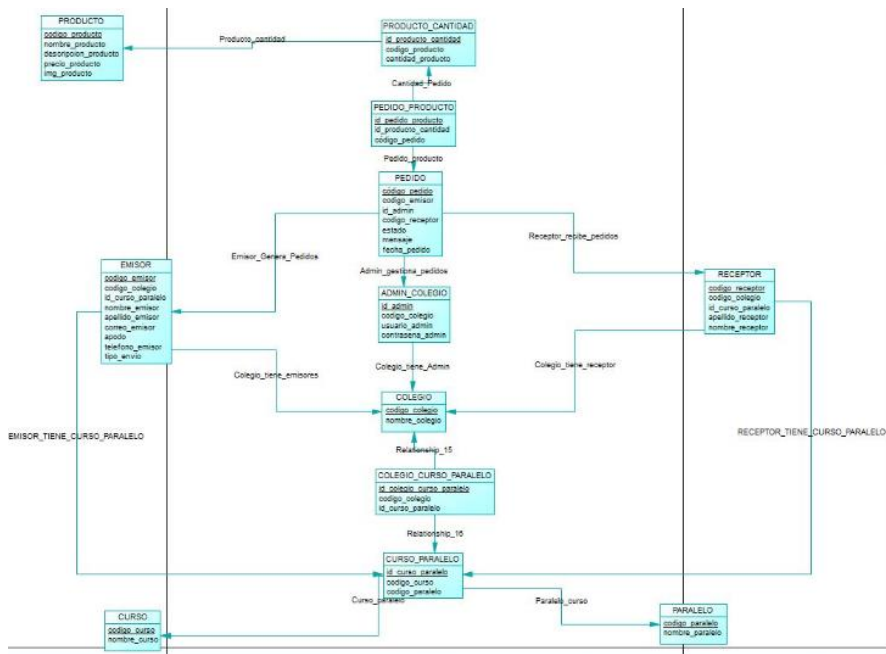 PRODUCTO
codigo_producto
nombre_producto
descripcion_producto
precio_producto
img_producto
Producto_cantidad
PRODUCTO_CANTIDAD
id_producto_cantidad
codigo_producto
cantidad_producto
Cantidad_Pedido
PEDIDO_PRODUCTO
id_pedido_producto
id_producto_cantidad
código_pedido
Pedido_producto
PEDIDO
código_pedido
codigo_emisor
id_admin
codigo_receptor
estado
mensaje
fecha_pedido
Emisor_Genera_Pedidos
Receptor_recibe_pedidos
Admin_gestiona_pedidos
EMISOR
codigo_emisor
codigo_colegio
id_curso_paralelo
nombre_emisor
apellido_emisor
correo_emisor
apodo
telefono_emisor
tipo_envio
ADMIN_COLEGIO
id_admin
codigo_colegio
usuario_admin
contrasena_admin
RECEPTOR
codigo_receptor
codigo_colegio
id_curso_paralelo
apellido_receptor
nombre_receptor
Colegio_tiene_emisores
Colegio_tiene_Admin
Colegio_tiene_receptor
COLEGIO
codigo_colegio
nombre_colegio
EMISOR_TIENE_CURSO_PARALELO
RECEPTOR_TIENE_CURSO_PARALELO
Relationship_15
COLEGIO_CURSO_PARALELO
id_colegio_curso_paralelo
codigo_colegio
id_curso_paralelo
Relationship_16
CURSO_PARALELO
id_curso_paralelo
codigo_curso
codigo_paralelo
Curso_paralelo
Paralelo_curso
CURSO
codigo_curso
nombre_curso
PARALELO
codigo_paralelo
nombre_paralelo